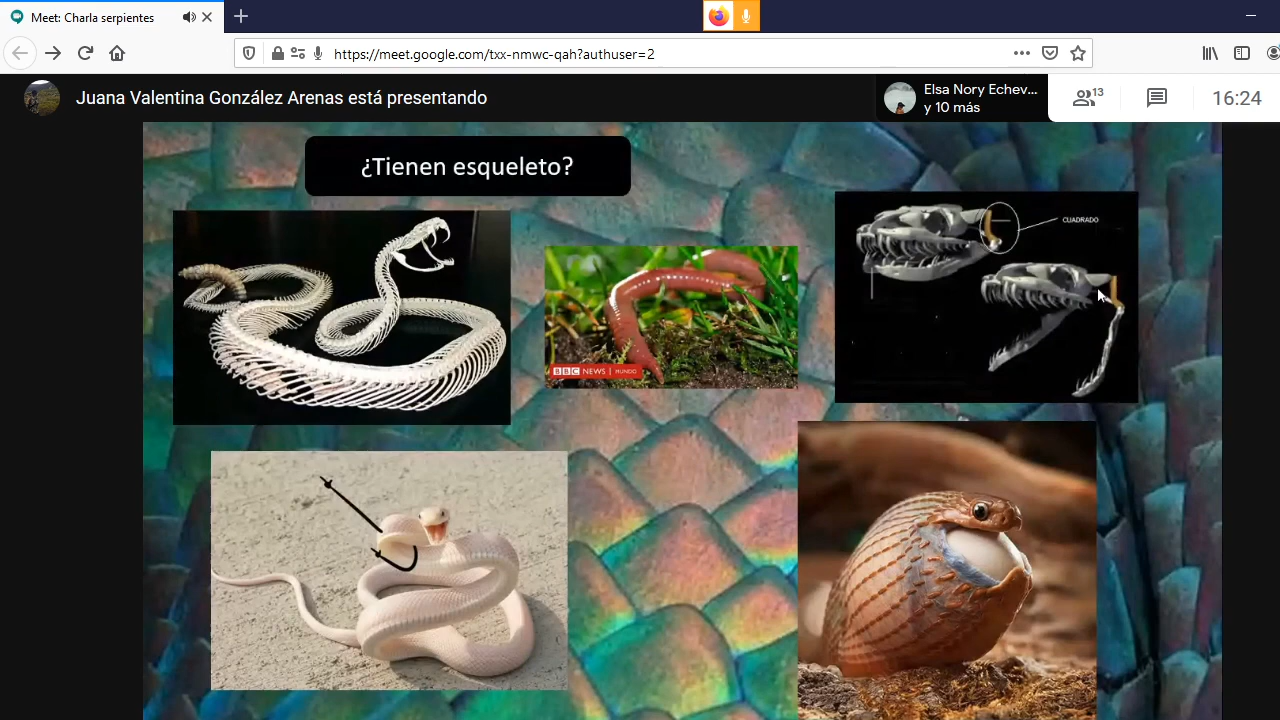 Meet: Charla serpientes
https://meet.google.com/txx-nmwc-qah?authuser=2
Juana Valentina González Arenas está presentando
Elsa Nory Echev...
y 10 más
13
16:24
¿Tienen esqueleto?
CUADRADO
BBC NEWS | MUNDO